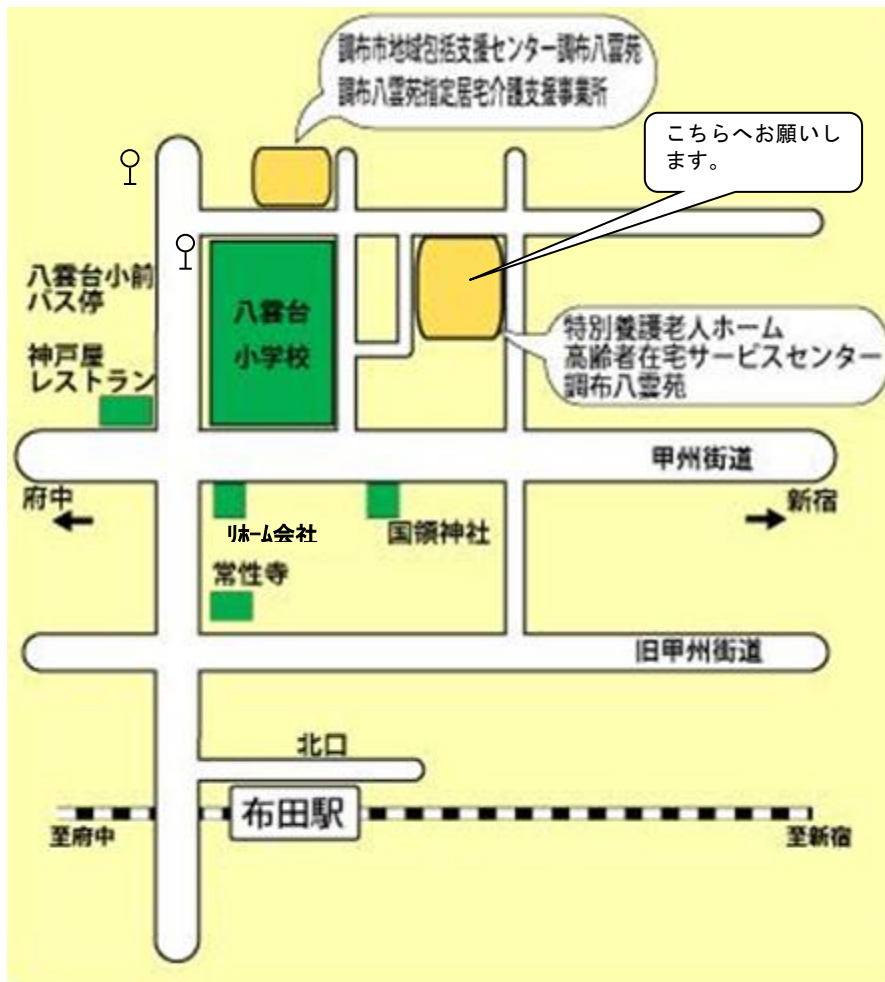 調布市地域包括支援センター調布八雲苑
調布八雲苑指定居宅介護支援事業所
こちらへお願いし
ます。
八雲台小前
バス停
八雲台
小学校
神戸屋
レストラン
特別養護老人ホーム
高齢者在宅サービスセンター
調布八雲苑
甲州街道
府中
新宿
リホーム会社
国領神社
常性寺
旧甲州街道
北口
布田駅
至府中
至新宿